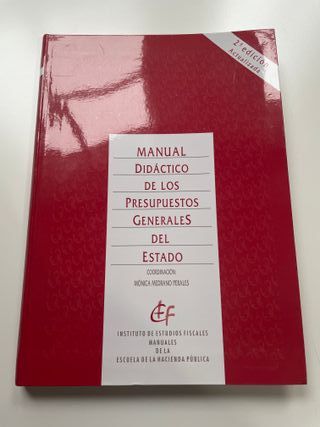 2ª edición
Actualizada
MANUAL
DIDÁCTICO
DE LOS
PRESUPUESTOS
GENERALES
DEL
ESTADO
COORDINACIÓN:
MÓNICA MEDRANO PERALES
IEF
INSTITUTO DE ESTUDIOS FISCALES
MANUALES
DE LA
ESCUELA DE LA HACIENDA PÚBLICA